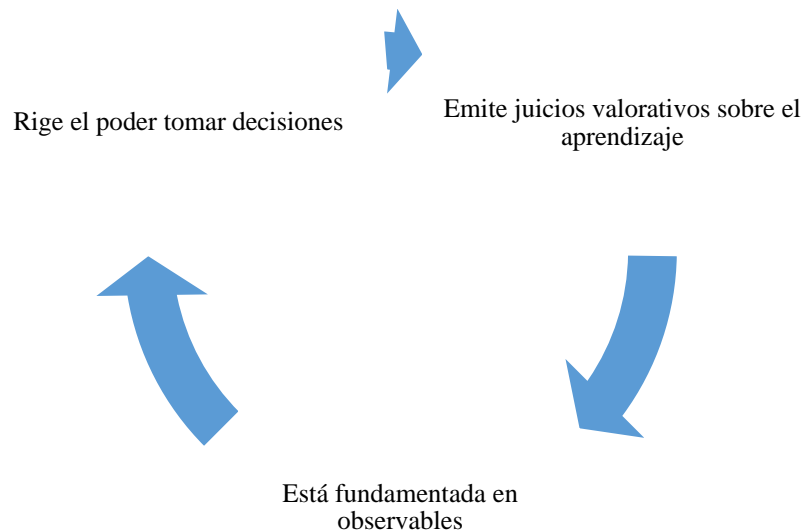 Rige el poder tomar decisiones
Emite juicios valorativos sobre el
aprendizaje
Está fundamentada en
observables